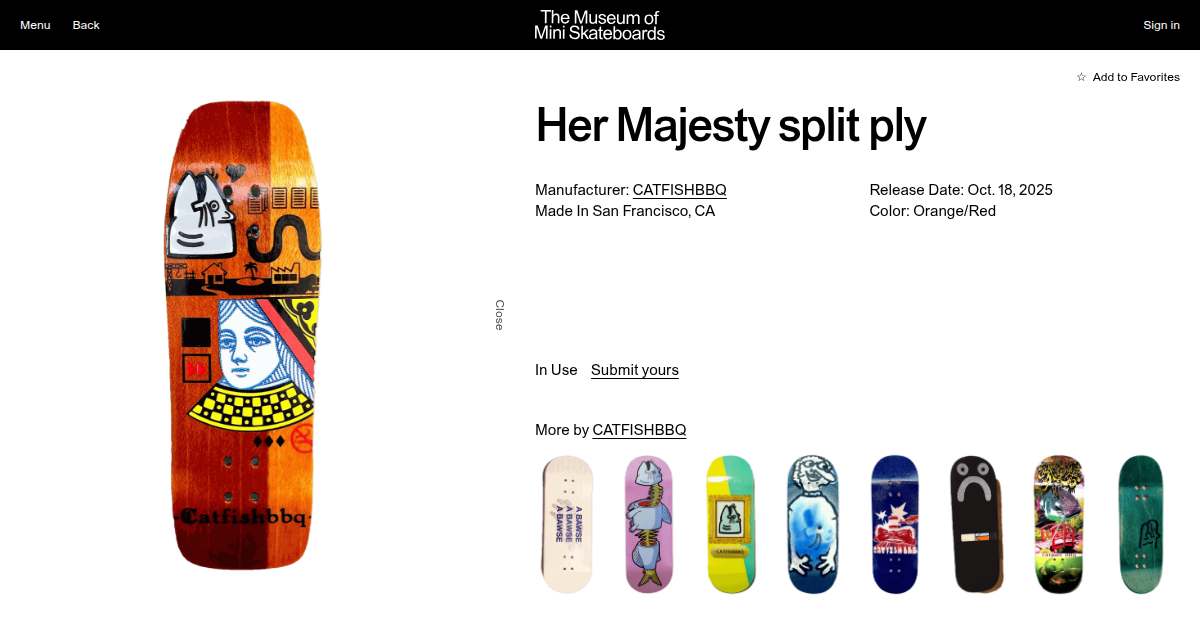 Menu
Back
The Museum of
Mini Skateboards
Sign in
☆ Add to Favorites
Her Majesty split ply
Manufacturer: CATFISHBBQ
Made In San Francisco, CA
Release Date: Oct. 18, 2025
Color: Orange/Red
Catfishbbq
Close
In Use
Submit yours
More by CATFISHBBQ
A BAWSE
A BAWSE
A BAWSE
CATFISHBBQ